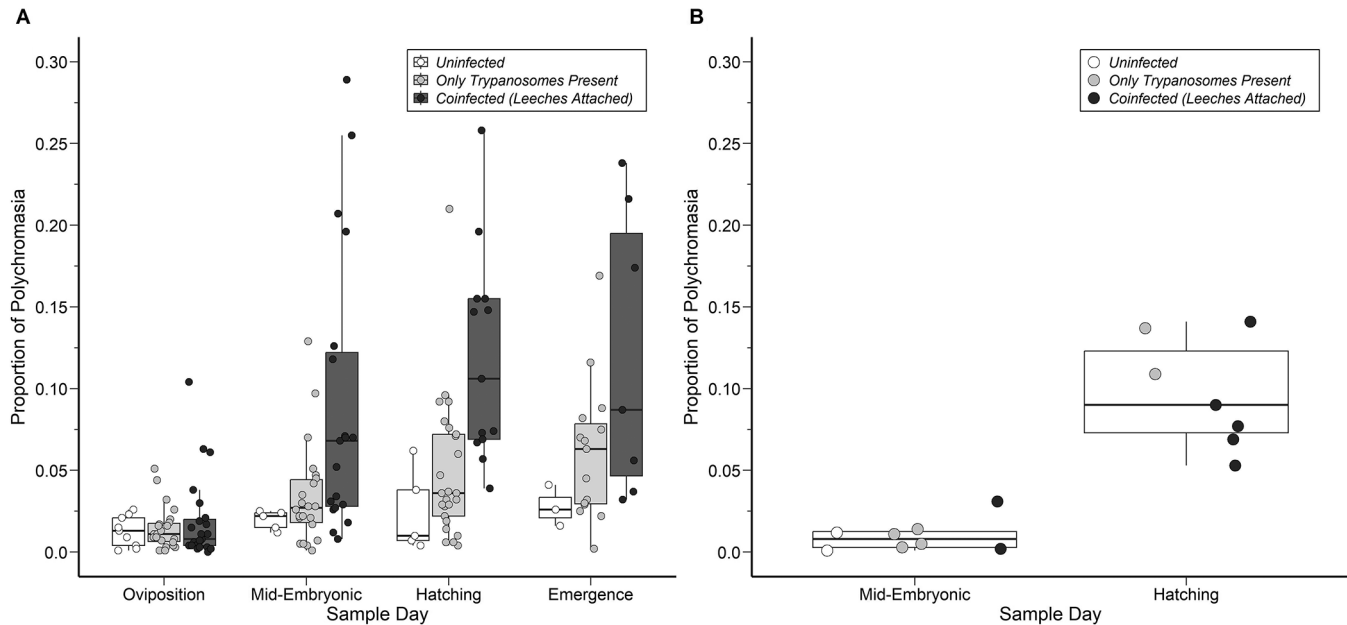 A
Proportion of Polychromasia
0.30
0.25
0.20
0.15
0.10
0.05
0.0
Uninfected
Only Trypanosomes Present
Coinfected (Leeches Attached)
Oviposition
Mid-Embryonic
Hatching
Emergence
Sample Day
B
Proportion of Polychromasia
0.30
0.25
0.20
0.15
0.10
0.05
0.0
Uninfected
Only Trypanosomes Present
Coinfected (Leeches Attached)
Mid-Embryonic
Hatching
Sample Day